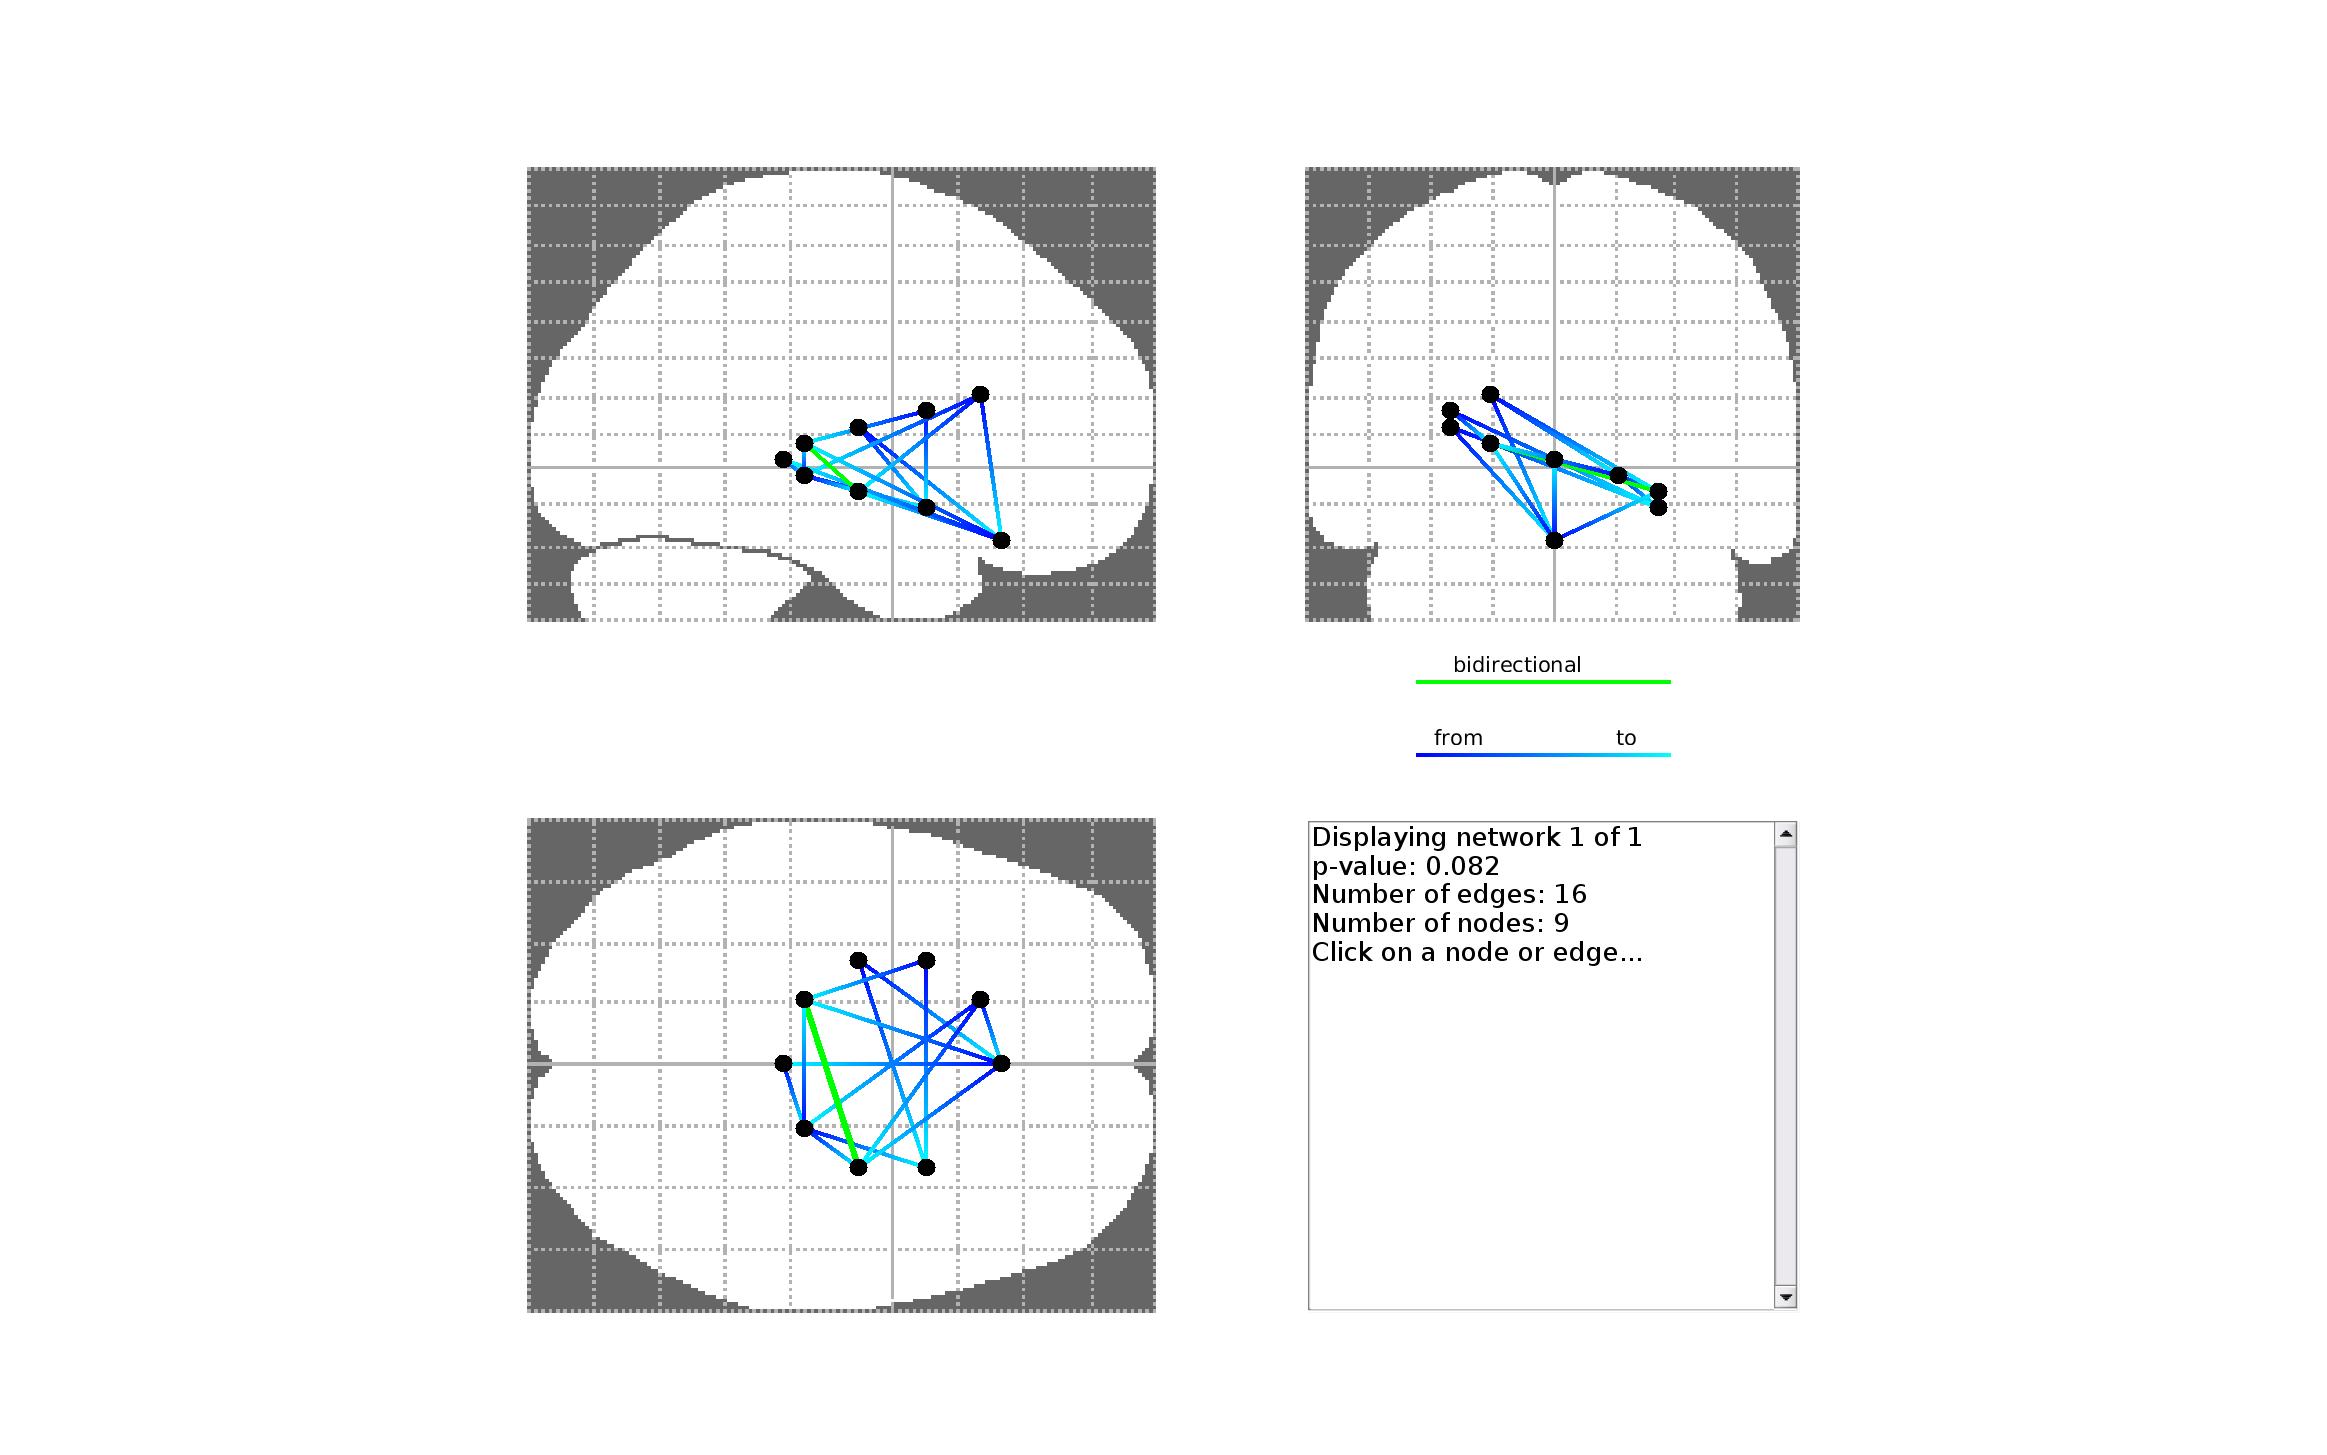 bidirectional
from to
Displaying network 1 of 1
p-value: 0.082
Number of edges: 16
Number of nodes: 9
Click on a node or edge...